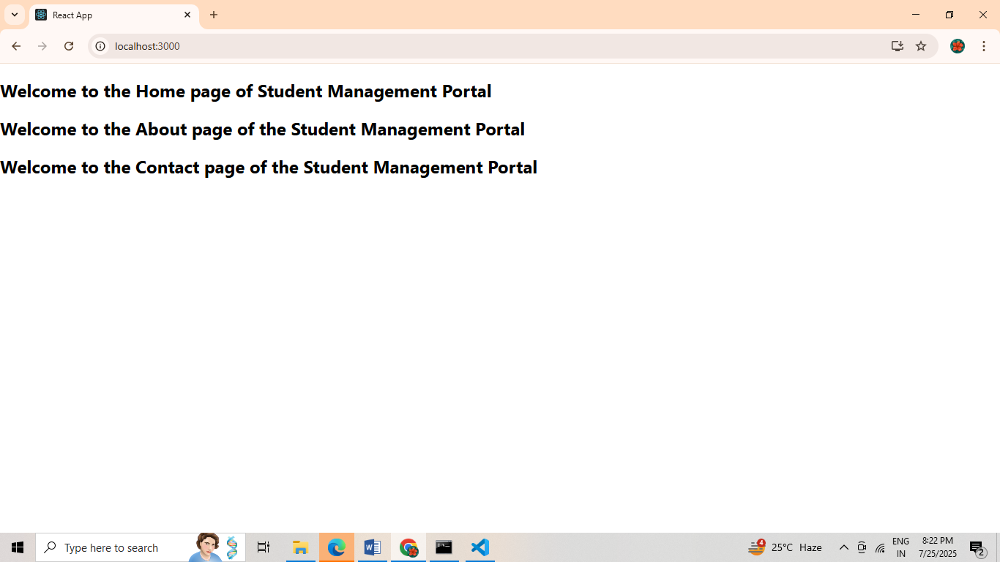 React App
localhost:3000
Welcome to the Home page of Student Management Portal
Welcome to the About page of the Student Management Portal
Welcome to the Contact page of the Student Management Portal
Type here to search
4
25°C Haze
ENG
IN
8:22 PM
7/25/2025
2